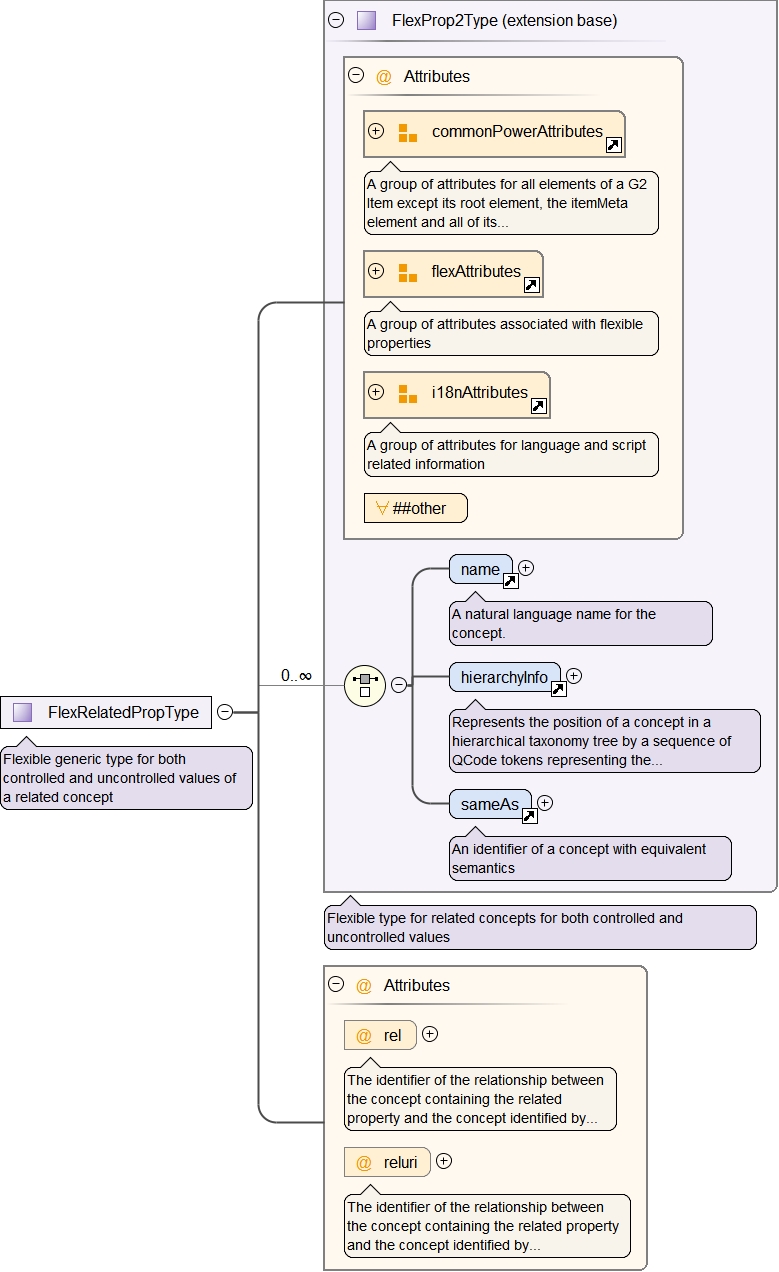 FlexProp2Type (extension base)
@ Attributes
commonPowerAttributes
A group of attributes for all elements of a G2
Item except its root element, the itemMeta
element and all of its...
flexAttributes
A group of attributes associated with flexible
properties
i18nAttributes
A group of attributes for language and script
related information
##other
name
A natural language name for the
concept.
0..∞
hierarchyInfo
Represents the position of a concept in a
hierarchical taxonomy tree by a sequence of
QCode tokens representing the...
FlexRelatedPropType
Flexible generic type for both
controlled and uncontrolled values of
a related concept
sameAs
An identifier of a concept with equivalent
semantics
Flexible type for related concepts for both controlled and
uncontrolled values
@ Attributes
@ rel
The identifier of the relationship between
the concept containing the related
property and the concept identified by...
@ reluri
The identifier of the relationship between
the concept containing the related property
and the concept identified by...